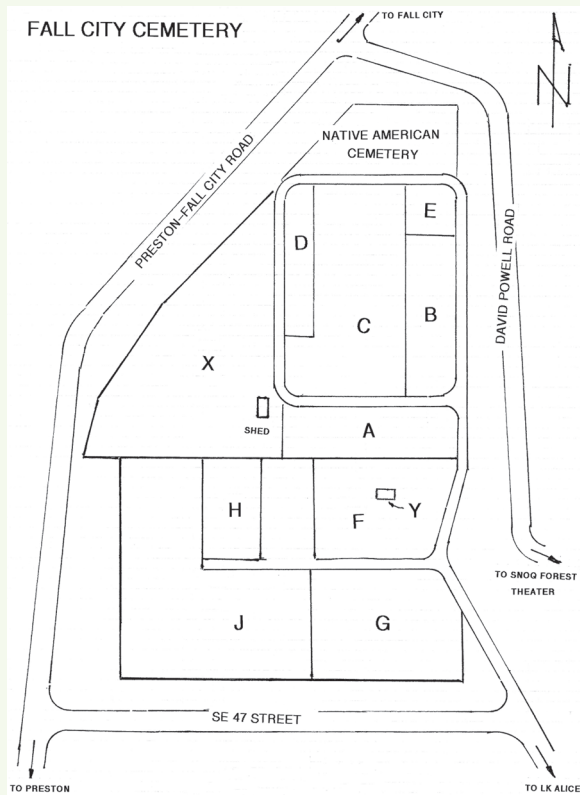 FALL CITY CEMETERY
TO FALL CITY
N
NATIVE AMERICAN
CEMETERY
PRESTON-FALL CITY ROAD
DAVID POWELL ROAD
E
D
C
B
X
SHED
A
H
F
Y
TO SNOQ FOREST
THEATER
J
G
SE 47 STREET
TO PRESTON
TO LK ALICE